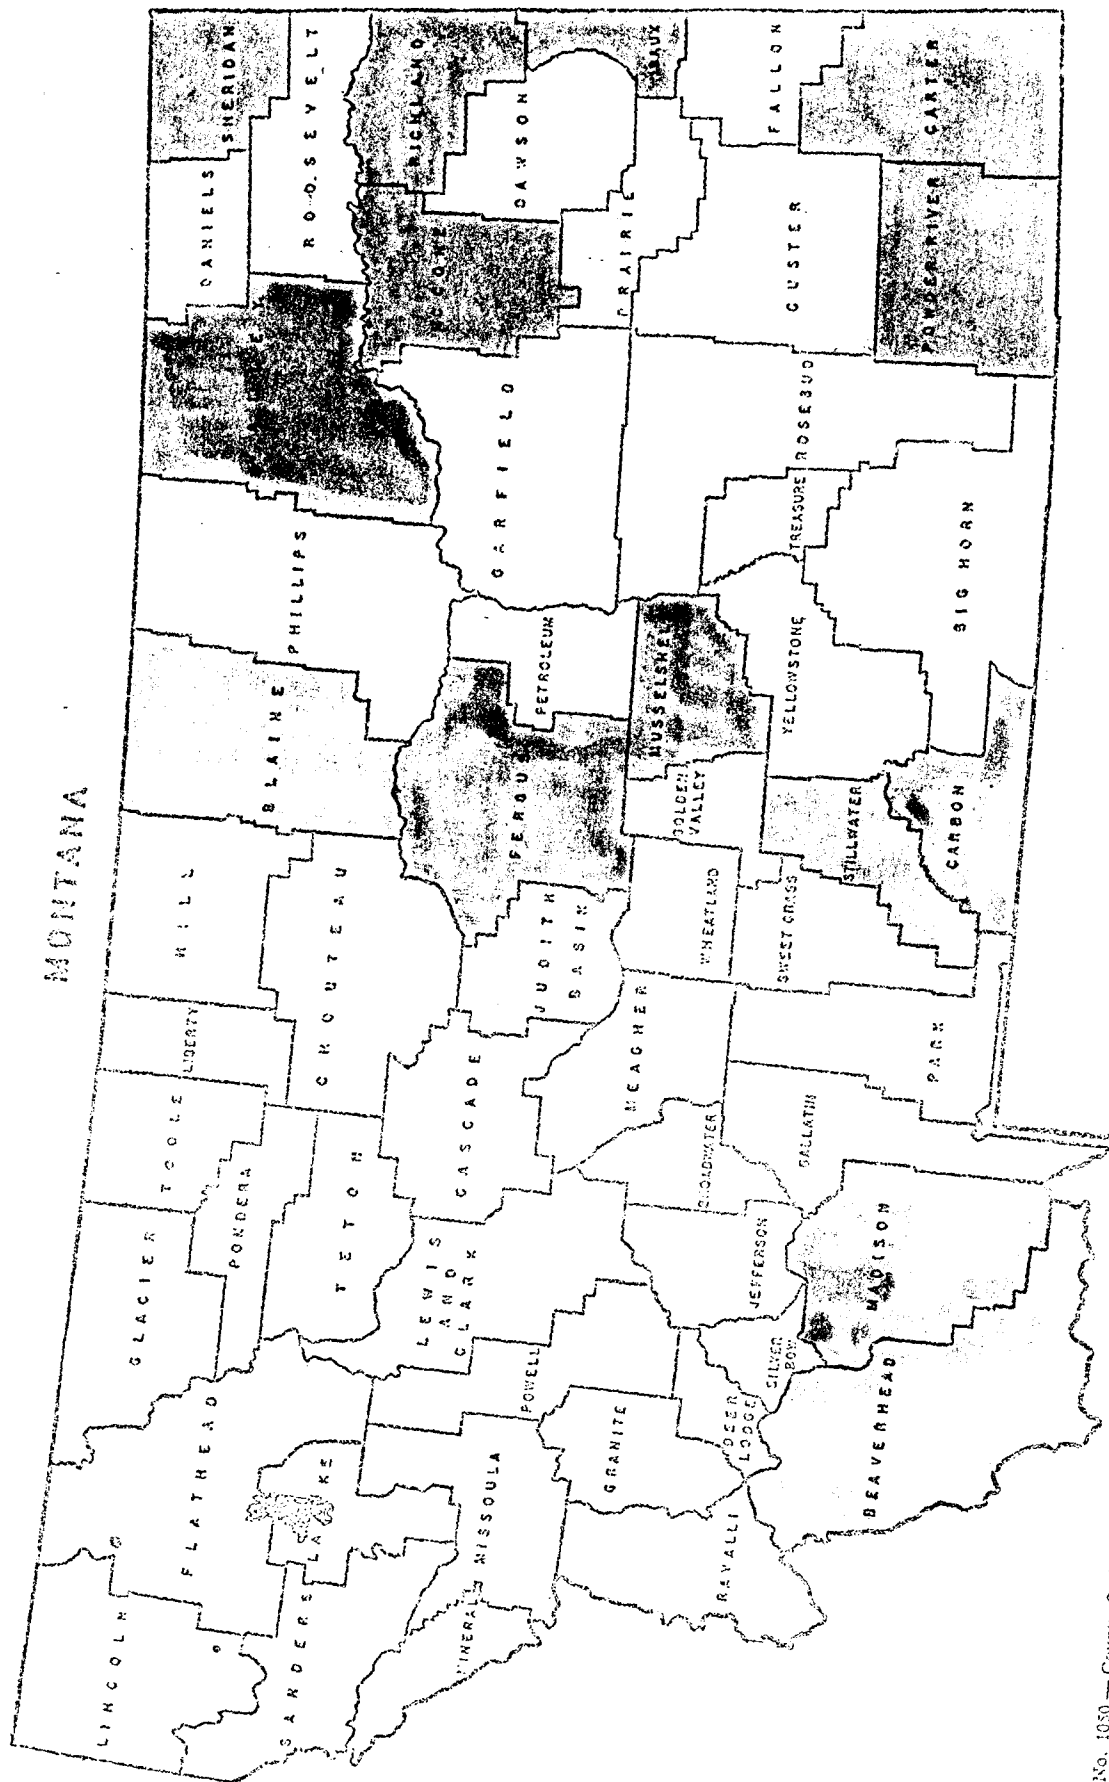 MONTANA
LINCOLN
FLATHEAD
GLACIER
TOOLE
LIBERTY
HILL
BLAINE
PHILLIPS
DANIELS
SHERIDAN
ROOSEVELT
PONDERA
SANDERS
LAKE
TETON
CHOUTEAU
RICHLAND
MINERAL
MISSOULA
POWELL
LEWIS
AND
CLARK
CASCADE
JUDITH
BASIN
FERGUS
PETROLEUM
GARFIELD
DAWSON
PRAIRIE
GRANITE
MEAGHER
BROADWATER
WHEATLAND
GOLDEN
VALLEY
MUSSELSHELL
RAVALLI
DEER
LODGE
SILVER
BOW
JEFFERSON
GALLATIN
SWEET GRASS
YELLOWSTONE
TREASURE
ROSEBUD
CUSTER
FALLON
BEAVERHEAD
MADISON
PARK
STILLWATER
CARBON
BIG HORN
POWDER RIVER
CARTER
No. 1050